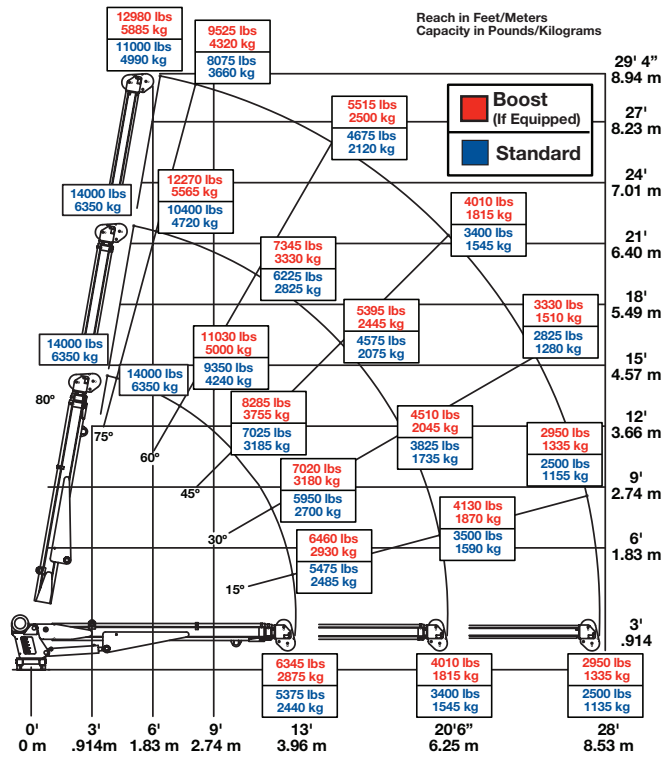 Reach in Feet/Meters
Capacity in Pounds/Kilograms
12980 lbs
5885 kg
11000 lbs
4990 kg
9525 lbs
4320 kg
8075 lbs
3660 kg
29' 4”
8.94 m
5515 lbs
2500 kg
4675 lbs
2120 kg
Boost
(If Equipped)
Standard
27'
8.23 m
24'
7.01 m
14000 lbs
6350 kg
12270 lbs
5565 kg
10400 lbs
4720 kg
4010 lbs
1815 kg
3400 lbs
1545 kg
21'
6.40 m
7345 lbs
3330 kg
6225 lbs
2825 kg
18'
5.49 m
5395 lbs
2445 kg
4575 lbs
2075 kg
3330 lbs
1510 kg
2825 lbs
1280 kg
14000 lbs
6350 kg
11030 lbs
5000 kg
9350 lbs
4240 kg
15'
4.57 m
14000 lbs
6350 kg
80º
75º
60º
45º
30º
15º
8285 lbs
3755 kg
7025 lbs
3185 kg
4510 lbs
2045 kg
3825 lbs
1735 kg
12'
3.66 m
2950 lbs
1335 kg
2500 lbs
1155 kg
7020 lbs
3180 kg
5950 lbs
2700 kg
9'
2.74 m
4130 lbs
1870 kg
3500 lbs
1590 kg
6460 lbs
2930 kg
5475 lbs
2485 kg
6'
1.83 m
3'
.914
6345 lbs
2875 kg
5375 lbs
2440 kg
4010 lbs
1815 kg
3400 lbs
1545 kg
2950 lbs
1335 kg
2500 lbs
1135 kg
0' 3' 6' 9' 13' 20'6” 28'
0 m .914m 1.83 m 2.74 m 3.96 m 6.25 m 8.53 m